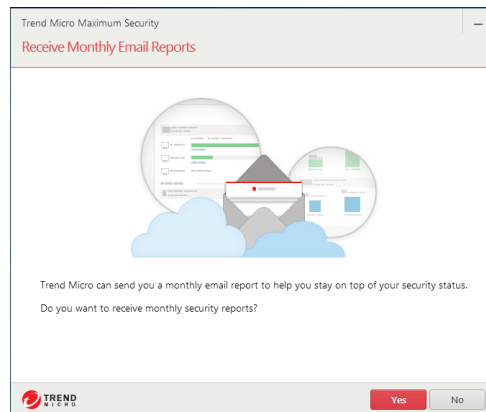 Trend Micro Maximum Security
Receive Monthly Email Reports
Trend Micro can send you a monthly email report to help you stay on top of your security status.
Do you want to receive monthly security reports?
TREND
MICRO
Yes
No